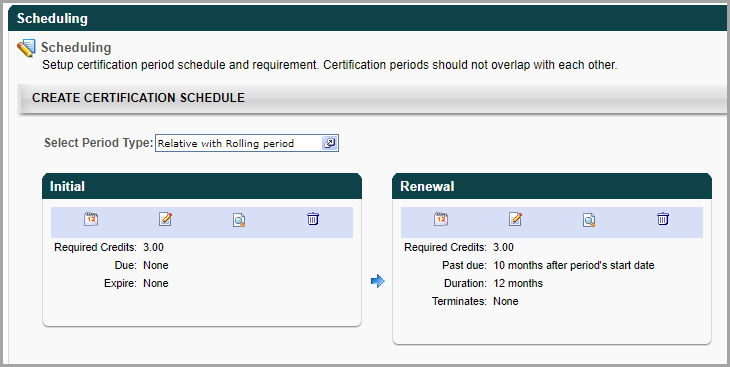 Scheduling
Scheduling
Setup certification period schedule and requirement. Certification periods should not overlap with each other.
CREATE CERTIFICATION SCHEDULE
Select Period Type: Relative with Rolling period
Initial
12
Required Credits: 3.00
Due: None
Expire: None
Renewal
12
Required Credits: 3.00
Past due: 10 months after period's start date
Duration: 12 months
Terminates: None